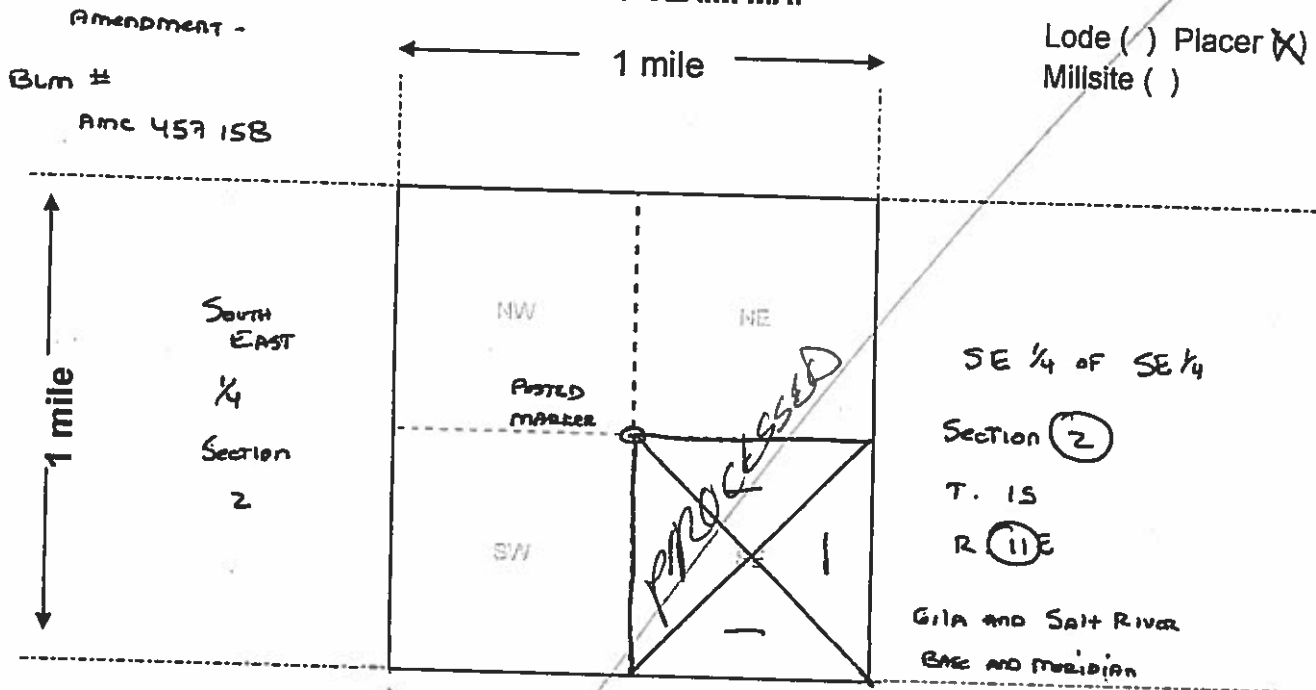 Amendment -
BLM #
AMC 457 158
1 mile
Lode ( ) Placer (X)
Millsite ( )
1 mile
South
East
1/4
Section
2
NW
NE
Posted
Marker
SW
SE
PROCESSED
SE 1/4 of SE 1/4
Section 2
T. 1S
R 11E
Gila and Salt River
Base and Meridian